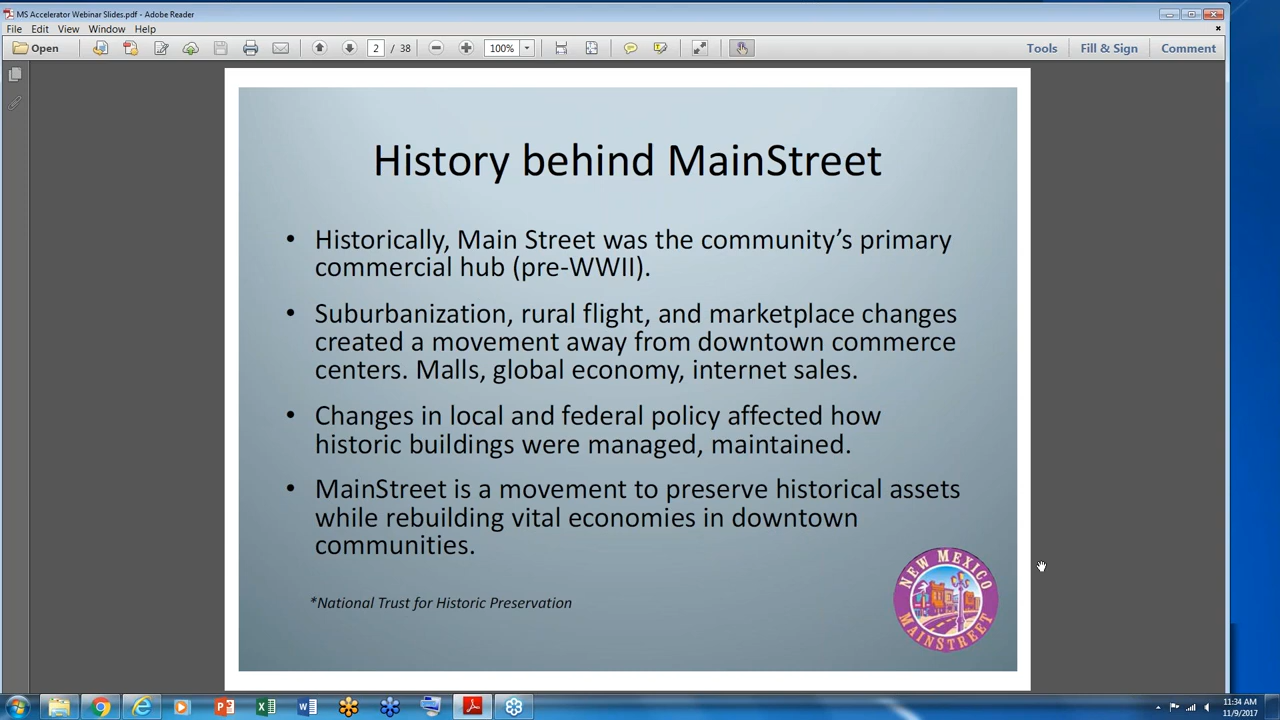 MS Accelerator Webinar Slides.pdf - Adobe Reader
File Edit View Window Help
Open 2 / 38 100% Tools Fill & Sign Comment
History behind MainStreet
• Historically, Main Street was the community’s primary
commercial hub (pre-WWII).
• Suburbanization, rural flight, and marketplace changes
created a movement away from downtown commerce
centers. Malls, global economy, internet sales.
• Changes in local and federal policy affected how
historic buildings were managed, maintained.
• MainStreet is a movement to preserve historical assets
while rebuilding vital economies in downtown
communities.
*National Trust for Historic Preservation
NEW MEXICO
MAINSTREET
11:34 AM
11/9/2017